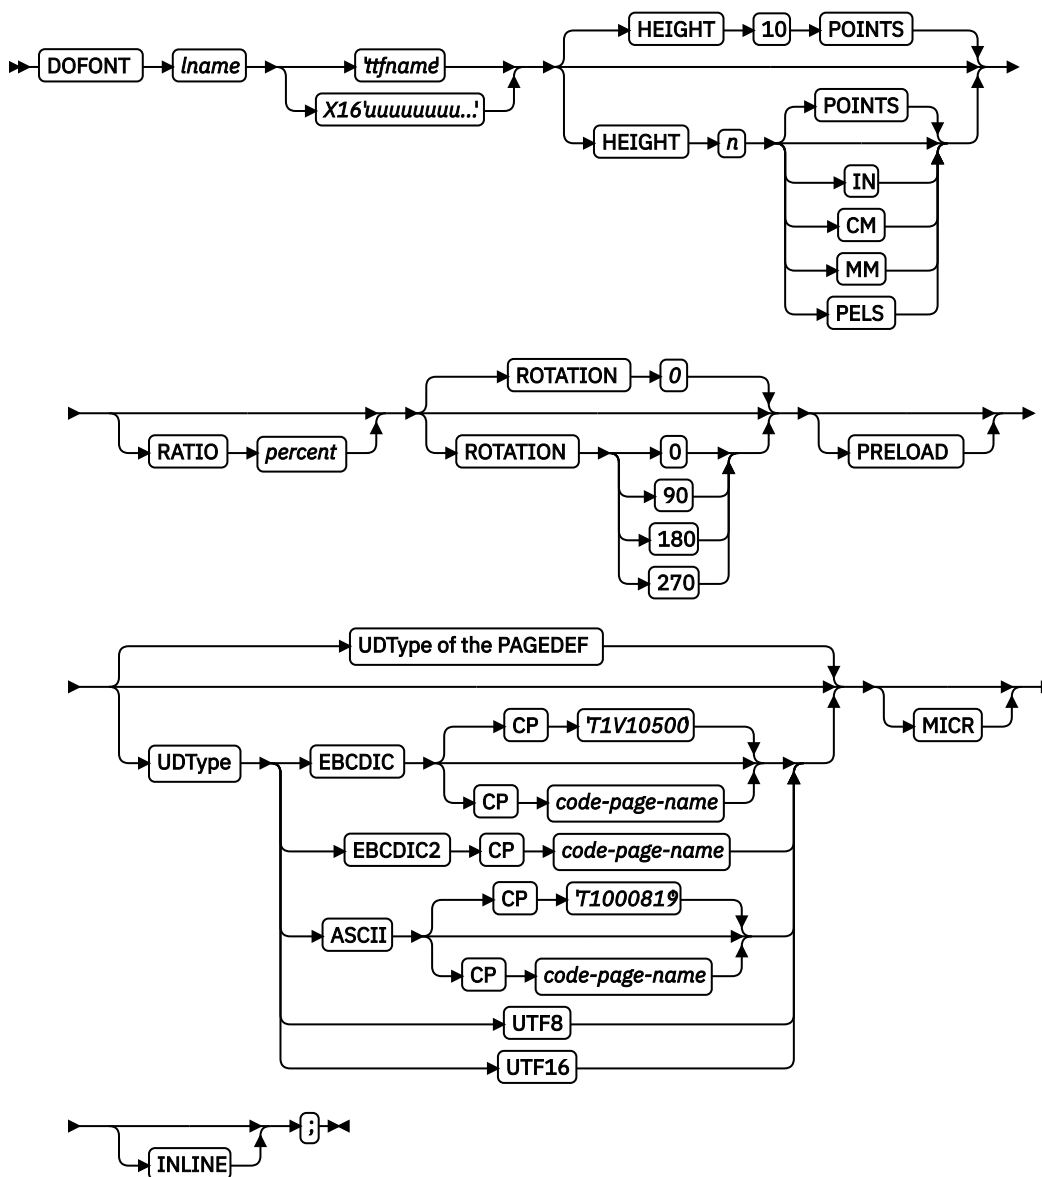 HEIGHT 10 POINTS
DOFONT lname 'ttfname'
X16'uuuuuuuu...'
POINTS
HEIGHT n
IN
CM
MM
PELS
ROTATION 0
RATIO percent ROTATION 0 PRELOAD
90
180
270
UDType of the PAGEDEF
CP 'T1V10500' MICR
UDType EBCDIC
CP code-page-name
EBCDIC2 CP code-page-name
CP 'T1000819'
ASCII
CP code-page-name
UTF8
UTF16
;
INLINE